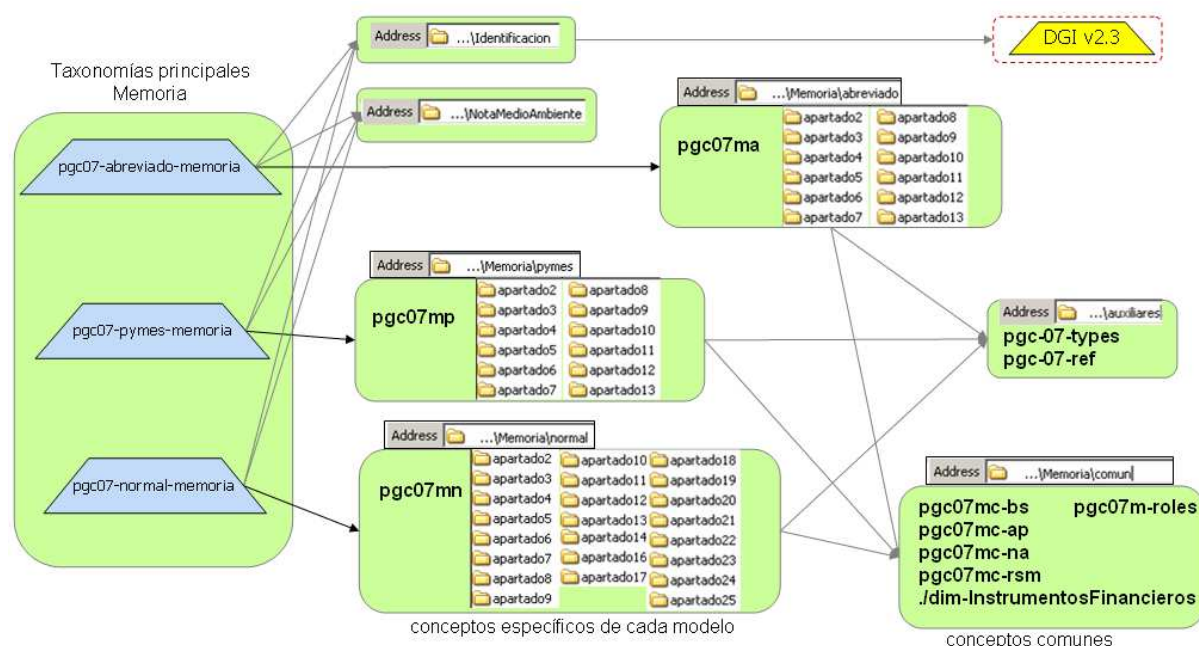 Address ...\Identificacion
DGI v2.3
Taxonomías principales
Memoria
Address ...\NotaMedioAmbiente
pgc07-abreviado-memoria
pgc07-pymes-memoria
pgc07-normal-memoria
Address ...\Memoria\abreviado
pgc07ma
apartado2 apartado8
apartado3 apartado9
apartado4 apartado10
apartado5 apartado11
apartado6 apartado12
apartado7 apartado13
Address ...\Memoria\pymes
pgc07mp
apartado2 apartado8
apartado3 apartado9
apartado4 apartado10
apartado5 apartado11
apartado6 apartado12
apartado7 apartado13
Address ...\auxiliares
pgc-07-types
pgc-07-ref
Address ...\Memoria\normal
pgc07mn
apartado2 apartado10 apartado18
apartado3 apartado11 apartado19
apartado4 apartado12 apartado20
apartado5 apartado13 apartado21
apartado6 apartado14 apartado22
apartado7 apartado16 apartado23
apartado8 apartado17 apartado24
apartado9 apartado25
conceptos específicos de cada modelo
Address ...\Memoria\comun
pgc07mc-bs pgc07m-roles
pgc07mc-ap
pgc07mc-na
pgc07mc-rsm
./dim-InstrumentosFinancieros
conceptos comunes